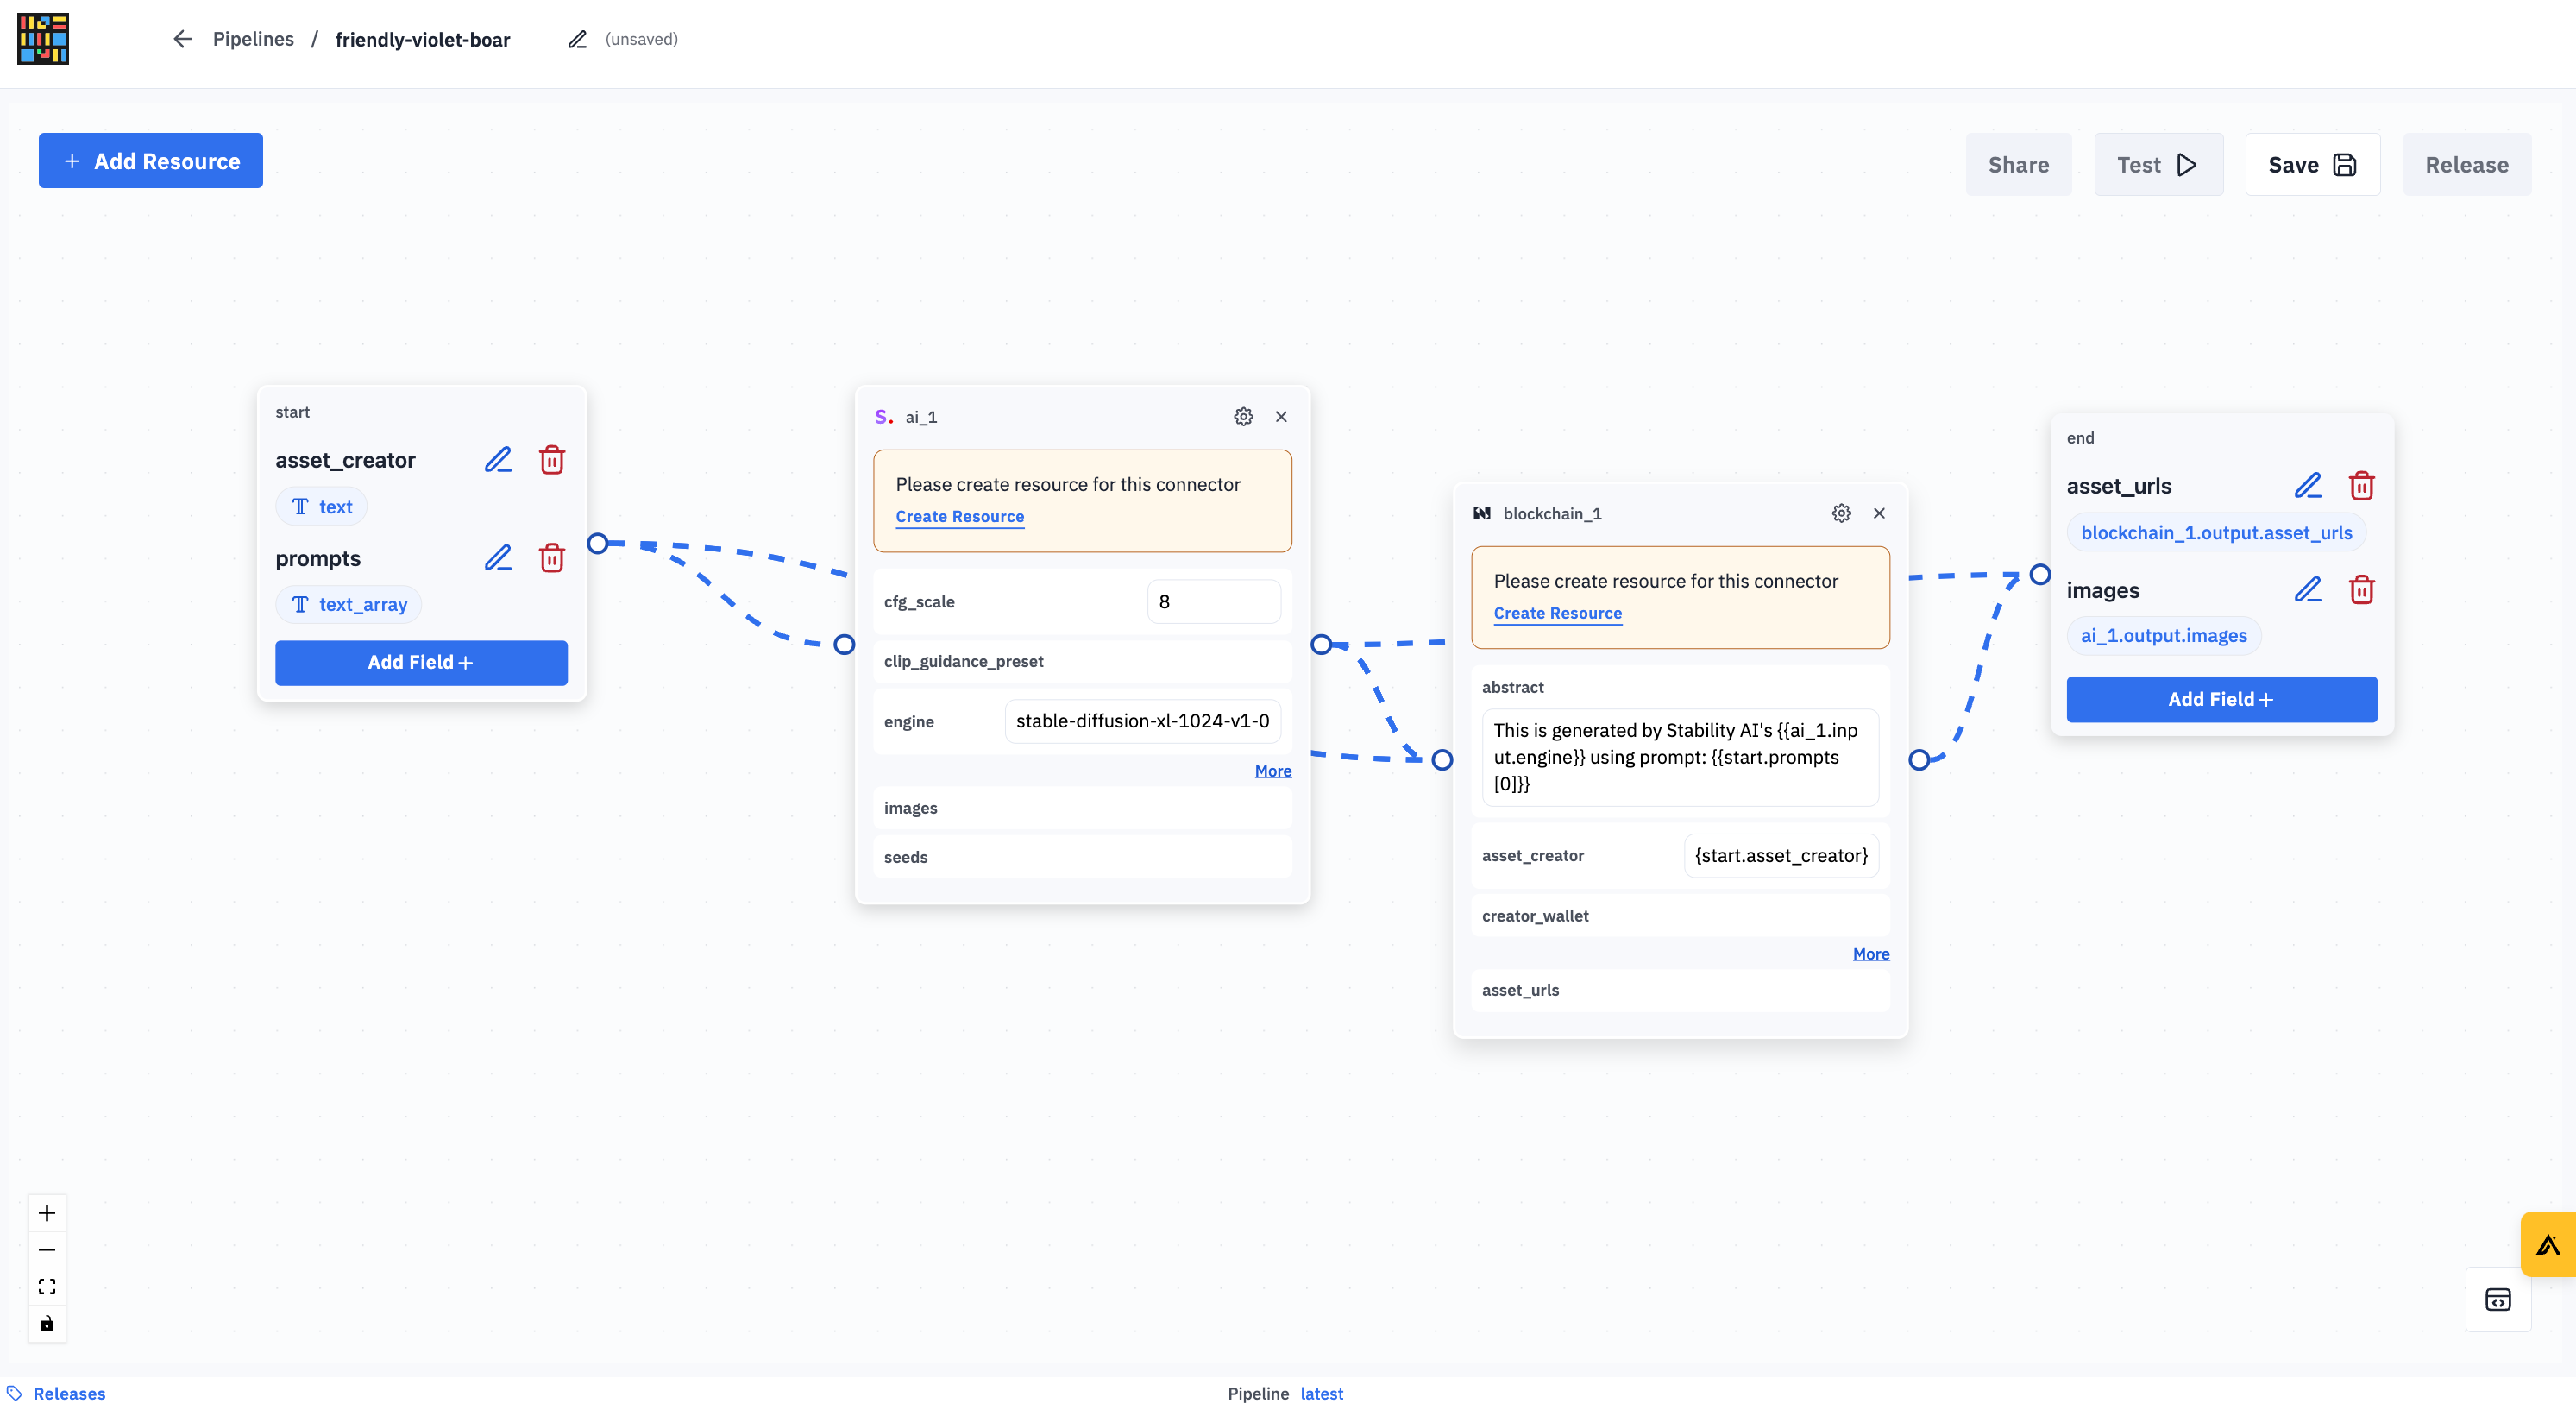 Pipelines / friendly-violet-boar (unsaved)
+ Add Resource
Share
Test
Save
Release
start
asset_creator
text
prompts
text_array
Add Field+
S. ai_1
Please create resource for this connector
Create Resource
cfg_scale 8
clip_guidance_preset
engine stable-diffusion-xl-1024-v1-0
More
images
seeds
blockchain_1
Please create resource for this connector
Create Resource
abstract
This is generated by Stability AI's {{ai_1.inp
ut.engine}} using prompt: {{start.prompts
[0]}}
asset_creator {start.asset_creator}
creator_wallet
More
asset_urls
end
asset_urls
blockchain_1.output.asset_urls
images
ai_1.output.images
Add Field+
Releases
Pipeline latest